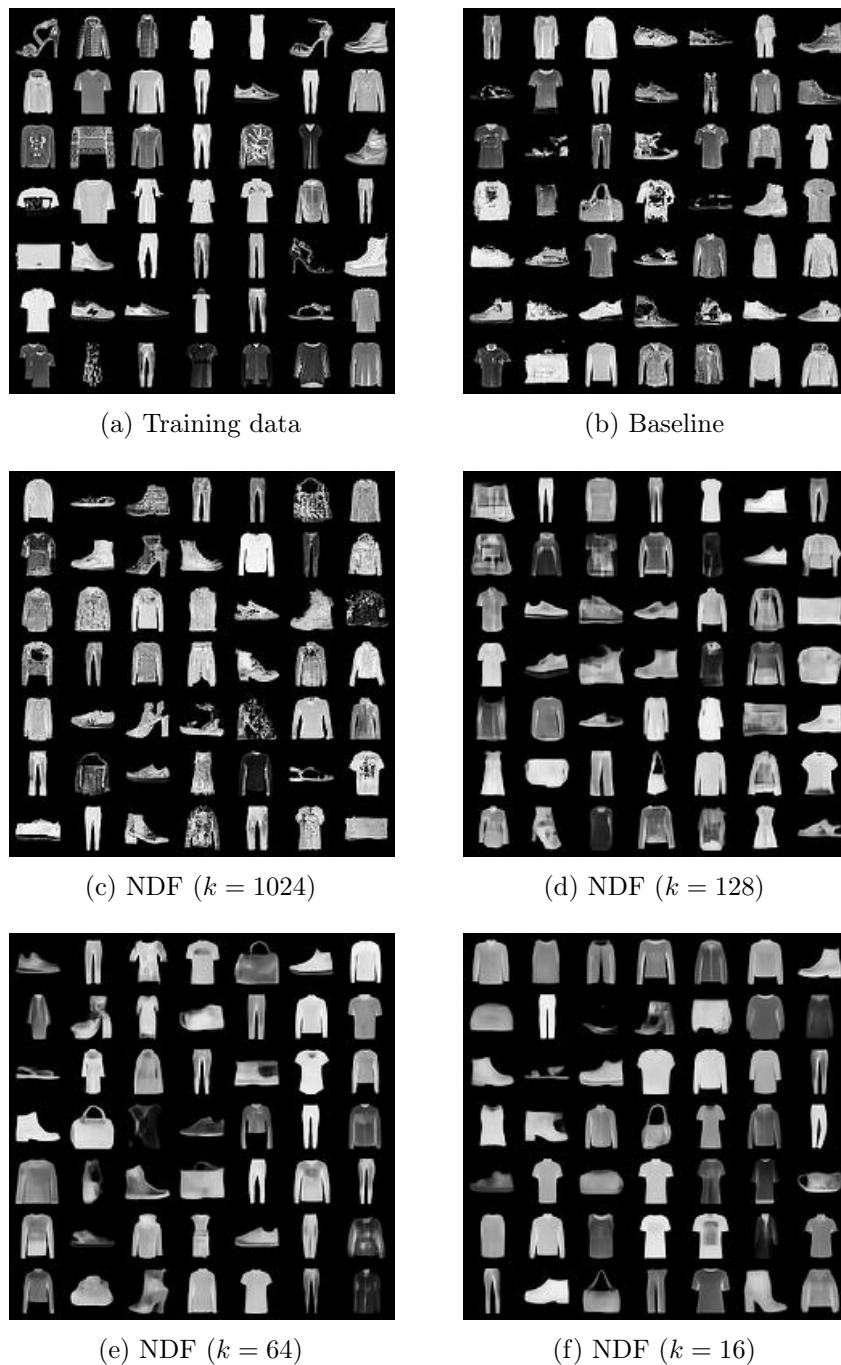 (a) Training data
(b) Baseline
(c) NDF (k = 1024)
(d) NDF (k = 128)
(e) NDF (k = 64)
(f) NDF (k = 16)